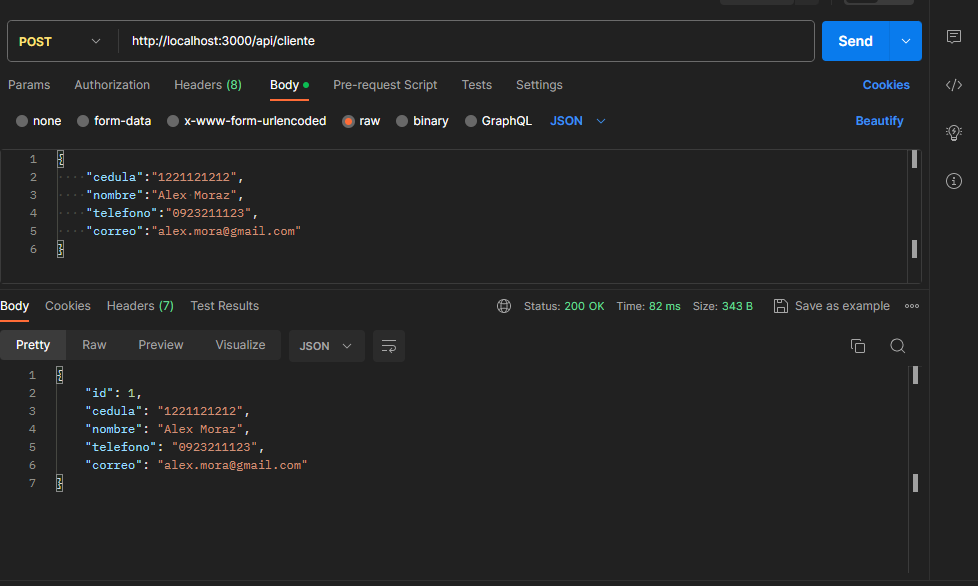 POST http://localhost:3000/api/cliente Send
Params Authorization Headers (8) Body Pre-request Script Tests Settings Cookies
none form-data x-www-form-urlencoded raw binary GraphQL JSON Beautify
1 {
2 "cedula":"1221121212",
3 "nombre":"Alex Moraz",
4 "telefono":"0923211123",
5 "correo":"alex.mora@gmail.com"
6 }
Body Cookies Headers (7) Test Results Status: 200 OK Time: 82 ms Size: 343 B Save as example
Pretty Raw Preview Visualize JSON
1 {
2 "id": 1,
3 "cedula": "1221121212",
4 "nombre": "Alex Moraz",
5 "telefono": "0923211123",
6 "correo": "alex.mora@gmail.com"
7 }